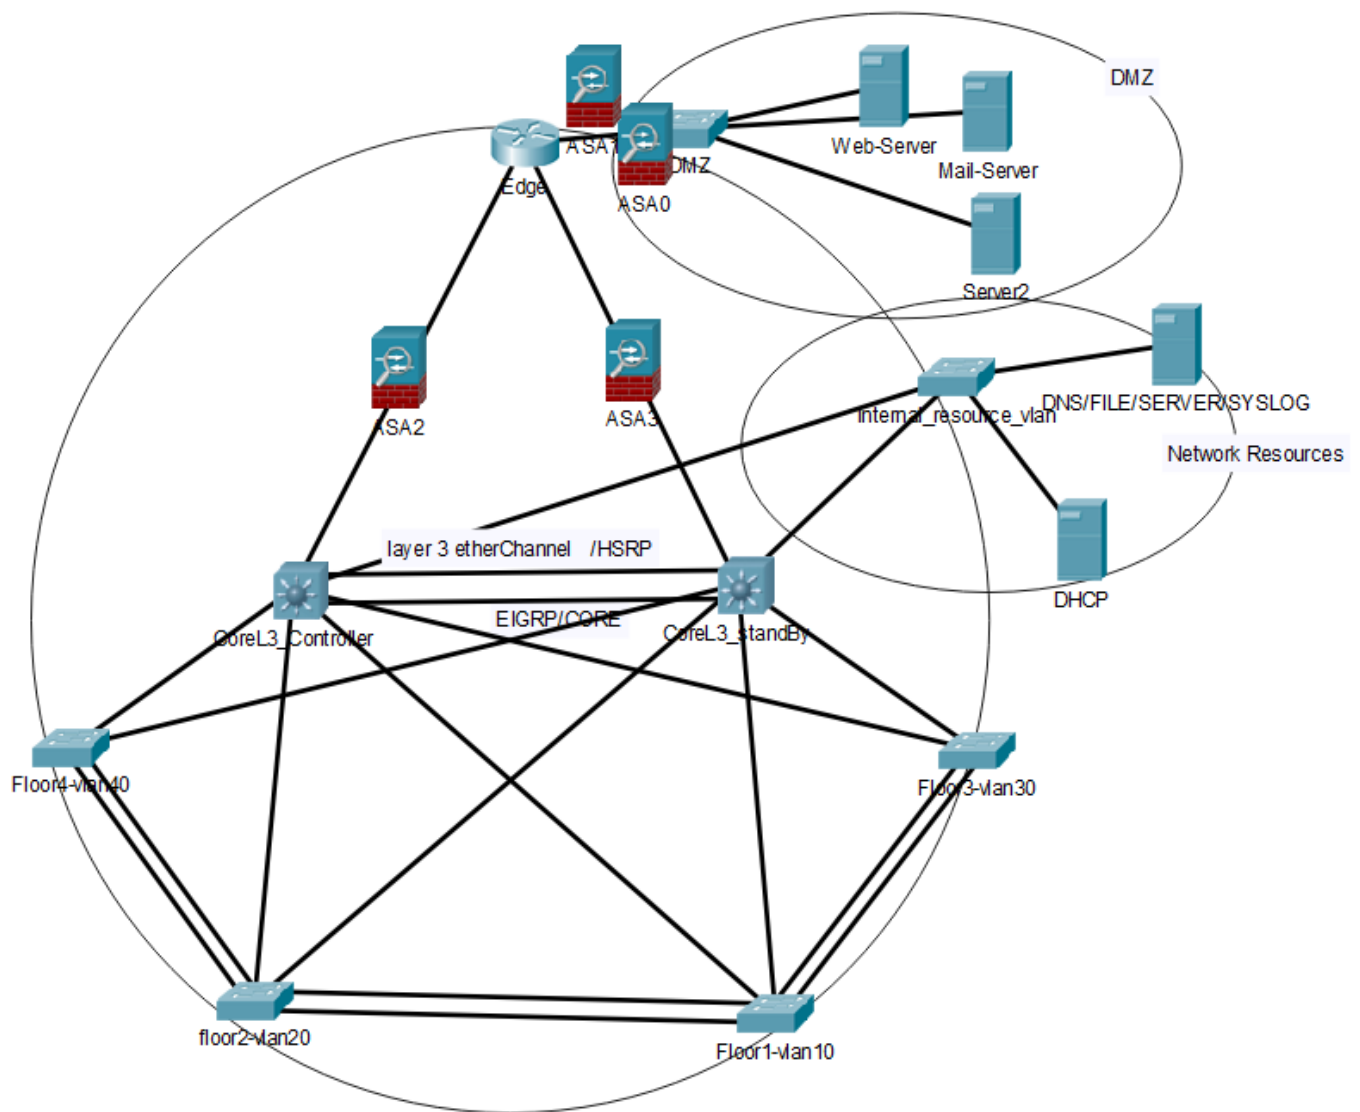 DMZ
Web-Server
Mail-Server
ASA1
DMZ
Edge
ASA0
Server2
DNS/FILE/SERVER/SYSLOG
internal_resource_vlan
ASA2
ASA3
Network Resources
layer 3 etherChannel /HSRP
DHCP
EIGRP/CORE
CoreL3_Controller
CoreL3_standBy
Floor4-vlan40
Floor3-vlan30
floor2-vlan20
Floor1-vlan10